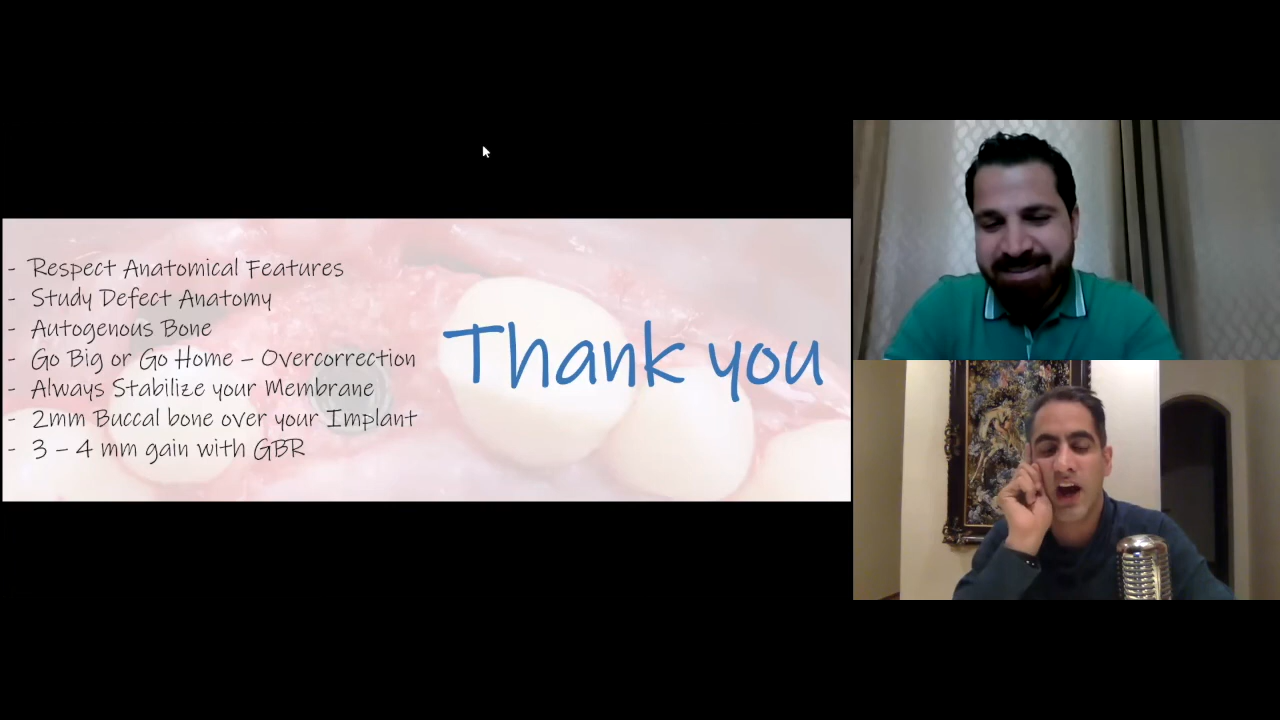 - Respect Anatomical Features
- Study Defect Anatomy
- Autogenous Bone
- Go Big or Go Home – Overcorrection
- Always Stabilize your Membrane
- 2mm Buccal bone over your Implant
- 3 – 4 mm gain with GBR
Thank you